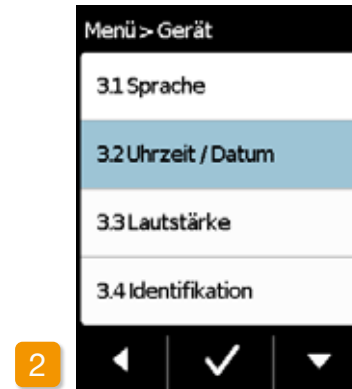 Menü > Gerät
3.1 Sprache
3.2 Uhrzeit / Datum
3.3 Lautstärke
3.4 Identifikation
2